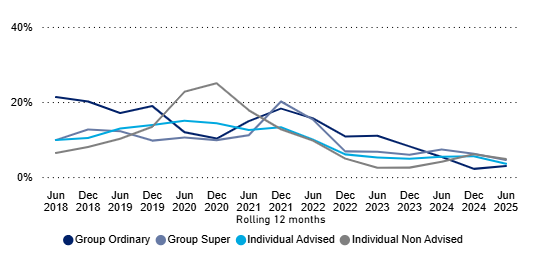 40%
20%
0%
Jun Dec Jun Dec Jun Dec Jun Dec Jun Dec Jun Dec Jun Dec Jun
2018 2018 2019 2019 2020 2020 2021 2021 2022 2022 2023 2023 2024 2024 2025
Rolling 12 months
Group Ordinary Group Super Individual Advised Individual Non Advised